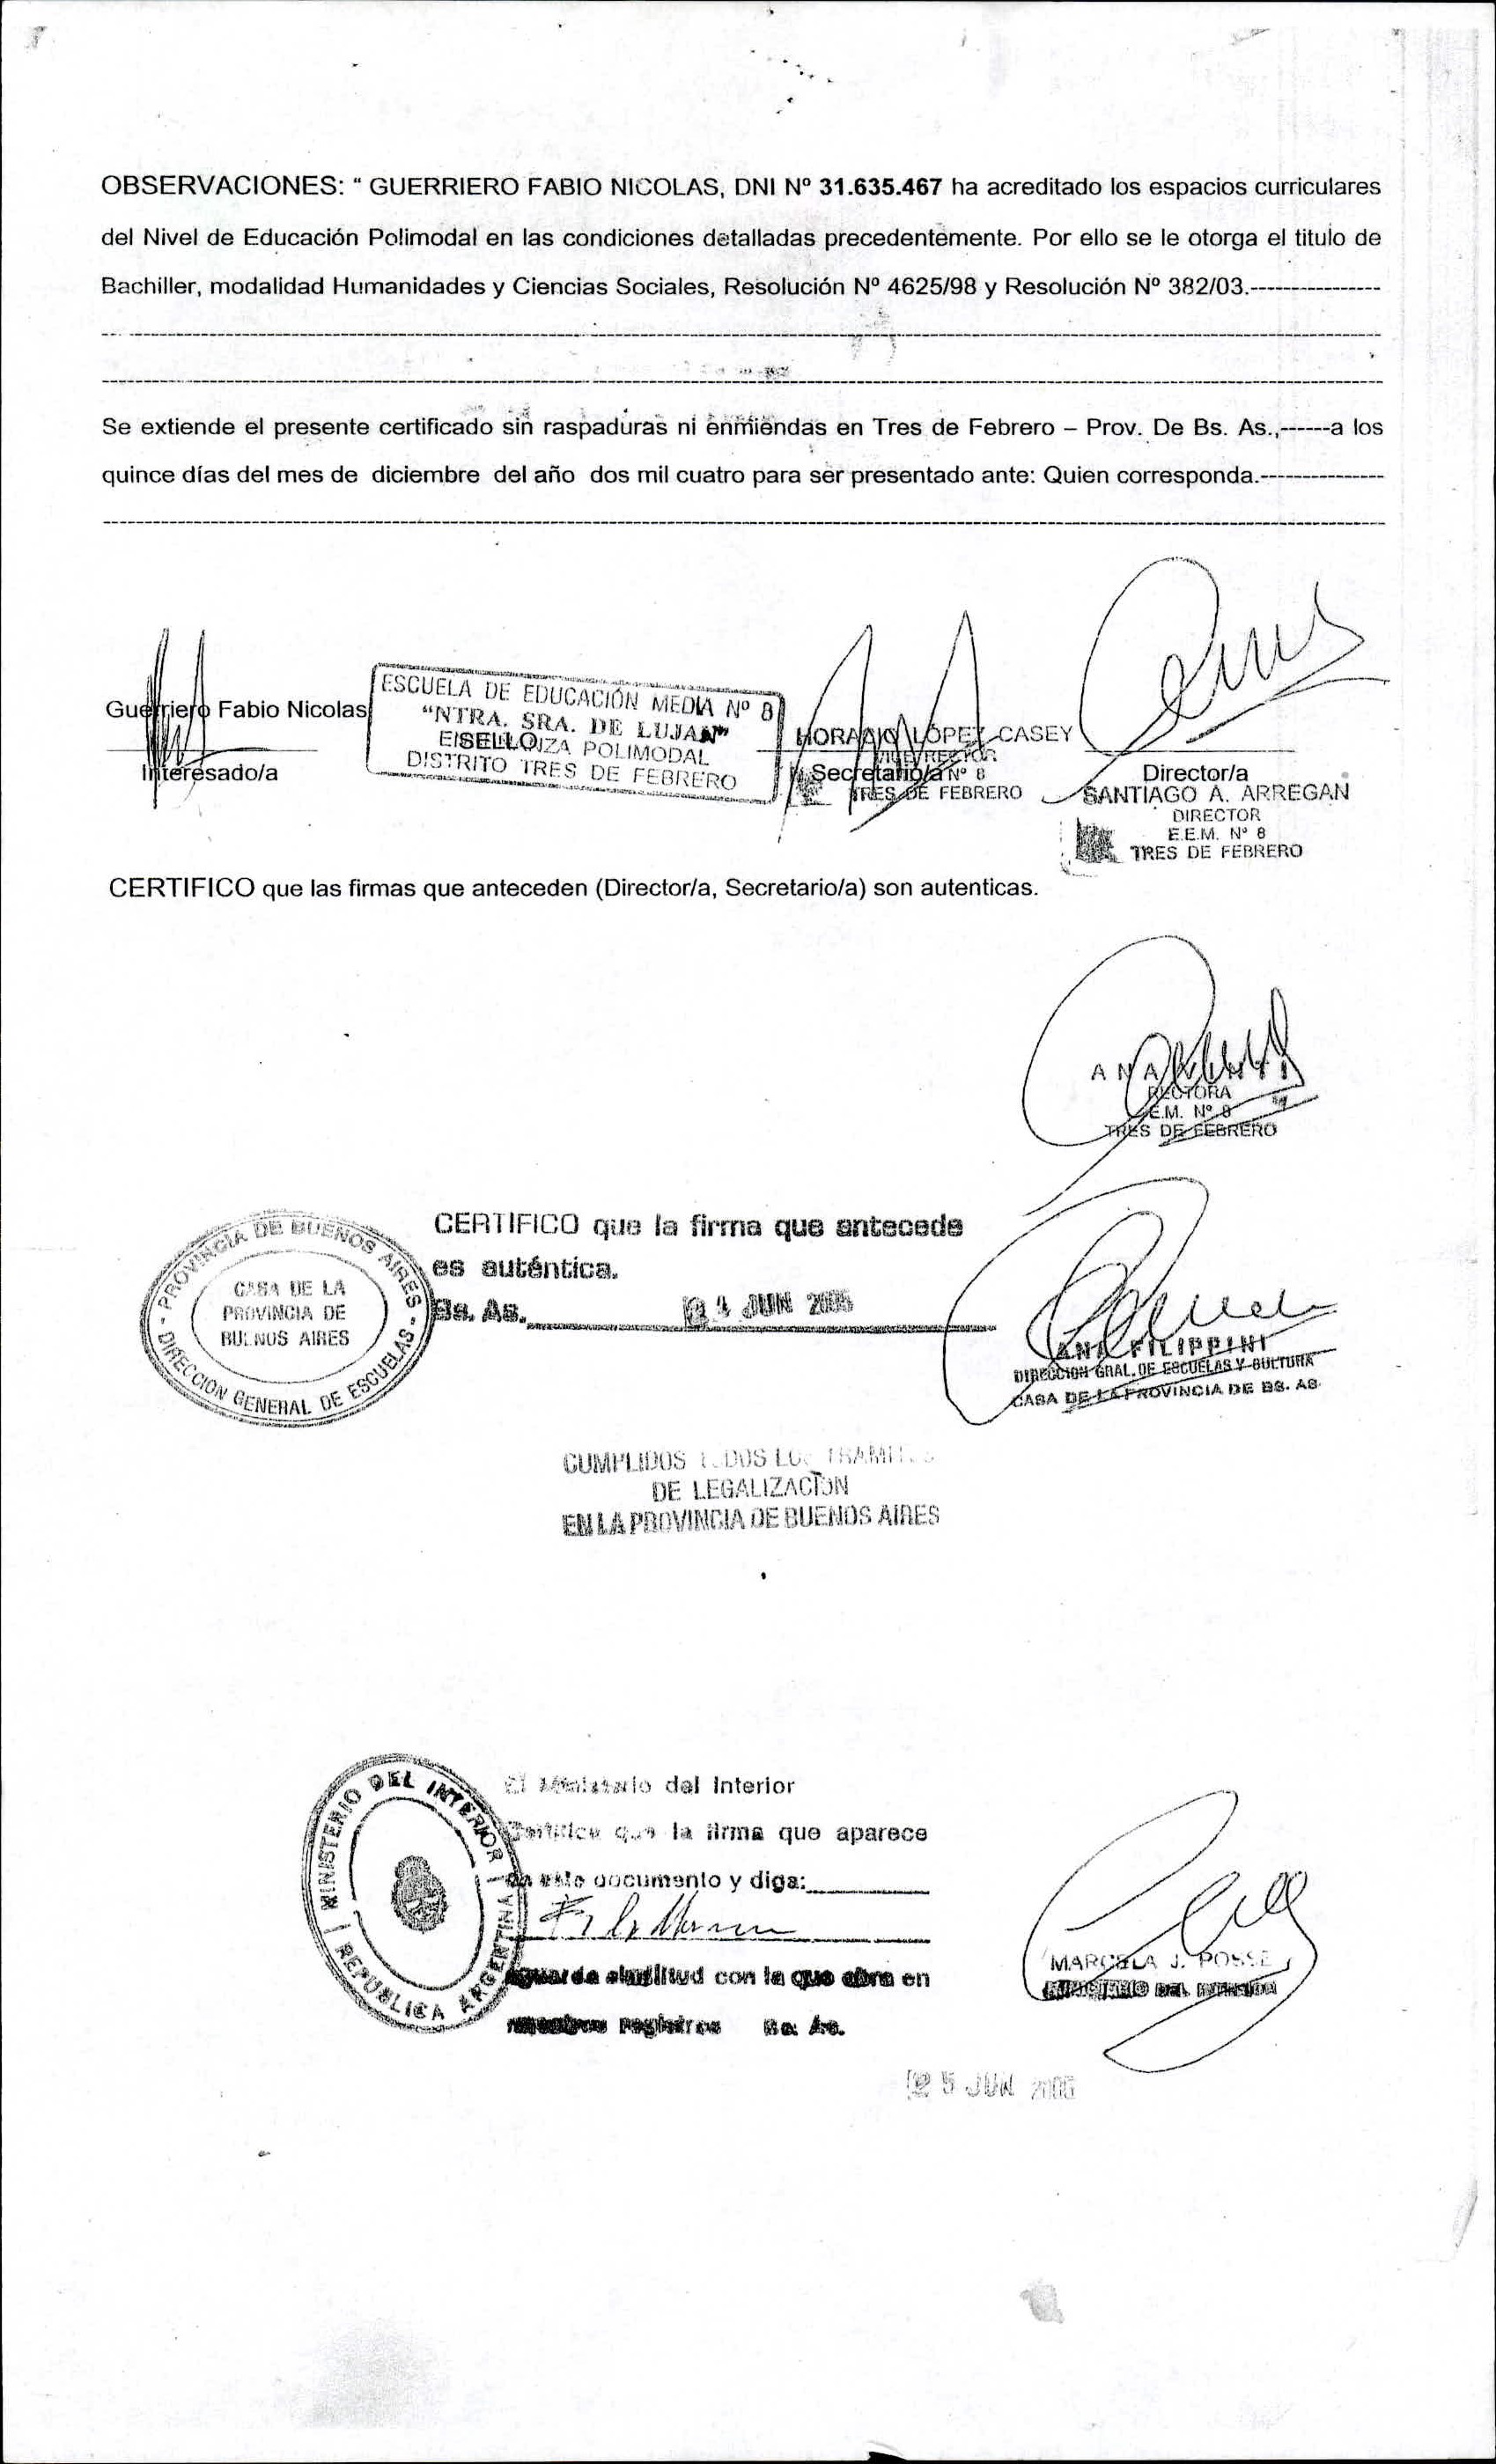 OBSERVACIONES: “ GUERRIERO FABIO NICOLAS, DNI Nº 31.635.467 ha acreditado los espacios curriculares
del Nivel de Educación Polimodal en las condiciones detalladas precedentemente. Por ello se le otorga el titulo de
Bachiller, modalidad Humanidades y Ciencias Sociales, Resolución Nº 4625/98 y Resolución Nº 382/03.----------------
Se extiende el presente certificado sin raspaduras ni enmiendas en Tres de Febrero – Prov. De Bs. As.,------a los
quince días del mes de diciembre del año dos mil cuatro para ser presentado ante: Quien corresponda.---------------
Guerriero Fabio Nicolas
Interesado/a
ESCUELA DE EDUCACIÓN MEDIA Nº 8
“NTRA. SRA. DE LUJAN”
POLIMODAL
DISTRITO TRES DE FEBRERO
SELLO
HORACIO LÓPEZ CASEY
VICEDIRECTOR
Secretario/a Nº 8
TRES DE FEBRERO
Director/a
SANTIAGO A. ARREGAN
DIRECTOR
E.E.M. Nº 8
TRES DE FEBRERO
CERTIFICO que las firmas que anteceden (Director/a, Secretario/a) son autenticas.
ANA
RECTORA
E.M. Nº 8
TRES DE FEBRERO
PROVINCIA DE BUENOS AIRES - DIRECCION GENERAL DE ESCUELAS -
CASA DE LA
PROVINCIA DE
BUENOS AIRES
CERTIFICO que la firma que antecede
es auténtica.
Bs. As. JUN 2005
ANA FILIPPINI
DIRECCION GRAL. DE ESCUELAS Y CULTURA
CASA DE LA PROVINCIA DE BS. AS.
CUMPLIDOS TODOS LOS TRAMITES
DE LEGALIZACION
EN LA PROVINCIA DE BUENOS AIRES
MINISTERIO DEL INTERIOR
REPUBLICA ARGENTINA
El Ministerio del Interior
Certifica que la firma que aparece
en este documento y diga:
guarda similitud con la que obra en
nuestros registros Bs. As.
MARCELA J. POSSE
MINISTERIO DEL INTERIOR
5 JUN 2005